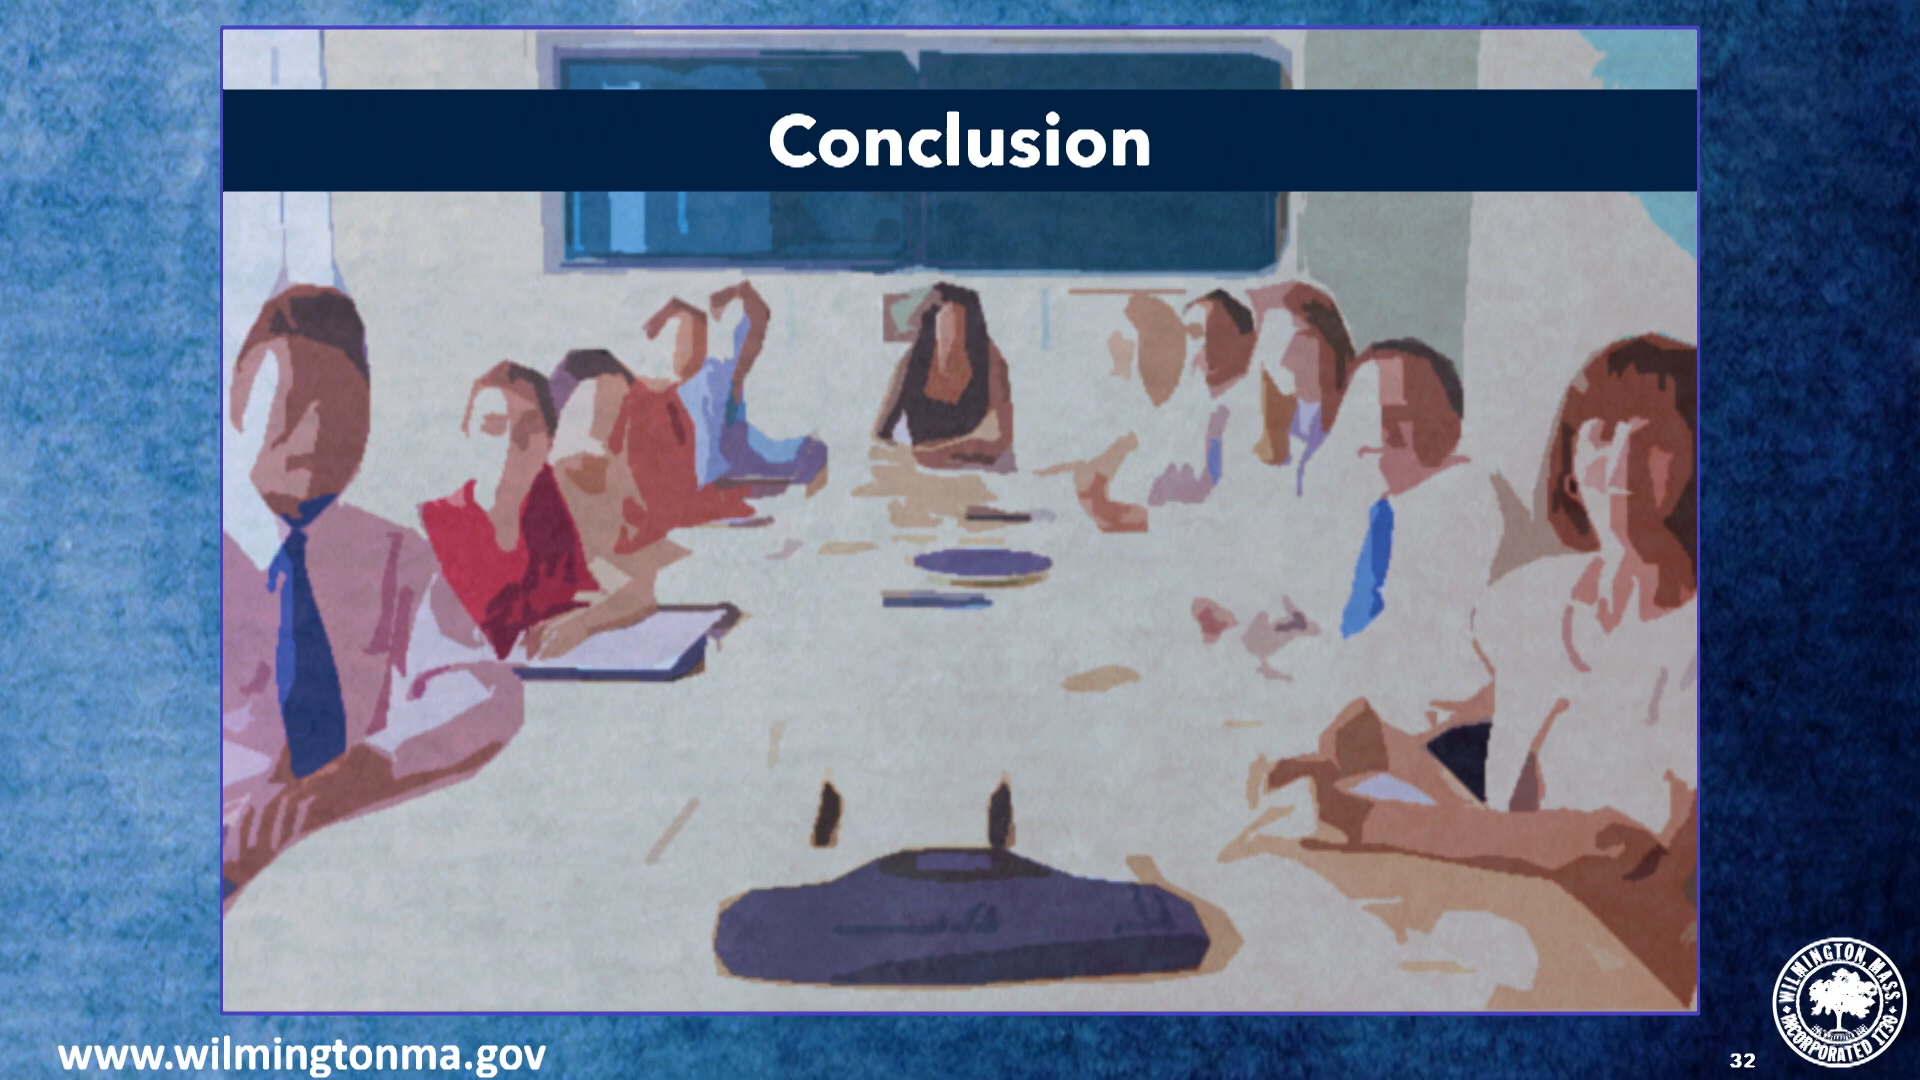 Conclusion
www.wilmingtonma.gov
32
WILMINGTON, MASS.
INCORPORATED 1730